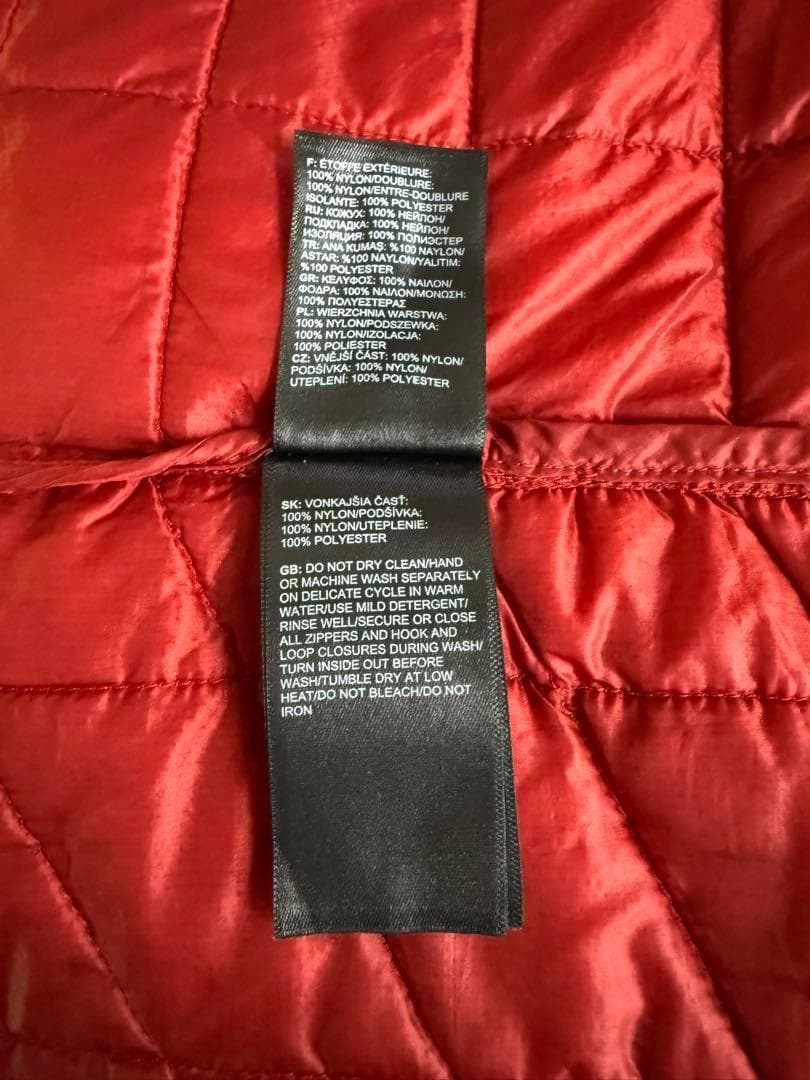 F: ÉTOFFE EXTÉRIEURE:
100% NYLON/DOUBLURE:
100% NYLON/ENTRE-DOUBLURE
ISOLANTE: 100% POLYESTER
RU: КОЖУХ: 100% НЕЙЛОН/
ПОДКЛАДКА: 100% НЕЙЛОН/
ИЗОЛЯЦИЯ: 100% ПОЛИЭСТЕР
TR: ANA KUMAŞ: %100 NAYLON/
ASTAR: %100 NAYLON/YALITIM:
%100 POLYESTER
GR: ΚΕΛΥΦΟΣ: 100% ΝΑΙΛΟΝ/
ΦΟΔΡΑ: 100% ΝΑΙΛΟΝ/ΜΟΝΩΣΗ:
100% ΠΟΛΥΕΣΤΕΡΑΣ
PL: WIERZCHNIA WARSTWA:
100% NYLON/PODSZEWKA:
100% NYLON/IZOLACJA:
100% POLIESTER
CZ: VNĚJŠÍ ČÁST: 100% NYLON/
PODŠÍVKA: 100% NYLON/
UTEPLENÍ: 100% POLYESTER
SK: VONKAJŠIA ČASŤ:
100% NYLON/PODŠÍVKA:
100% NYLON/UTEPLENIE:
100% POLYESTER
GB: DO NOT DRY CLEAN/HAND
OR MACHINE WASH SEPARATELY
ON DELICATE CYCLE IN WARM
WATER/USE MILD DETERGENT/
RINSE WELL/SECURE OR CLOSE
ALL ZIPPERS AND HOOK AND
LOOP CLOSURES DURING WASH/
TURN INSIDE OUT BEFORE
WASH/TUMBLE DRY AT LOW
HEAT/DO NOT BLEACH/DO NOT
IRON